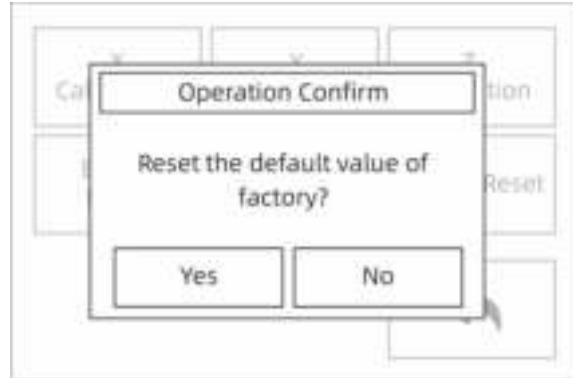 X Y Z
Operation Confirm
Reset the default value of
factory?
Reset
Yes No